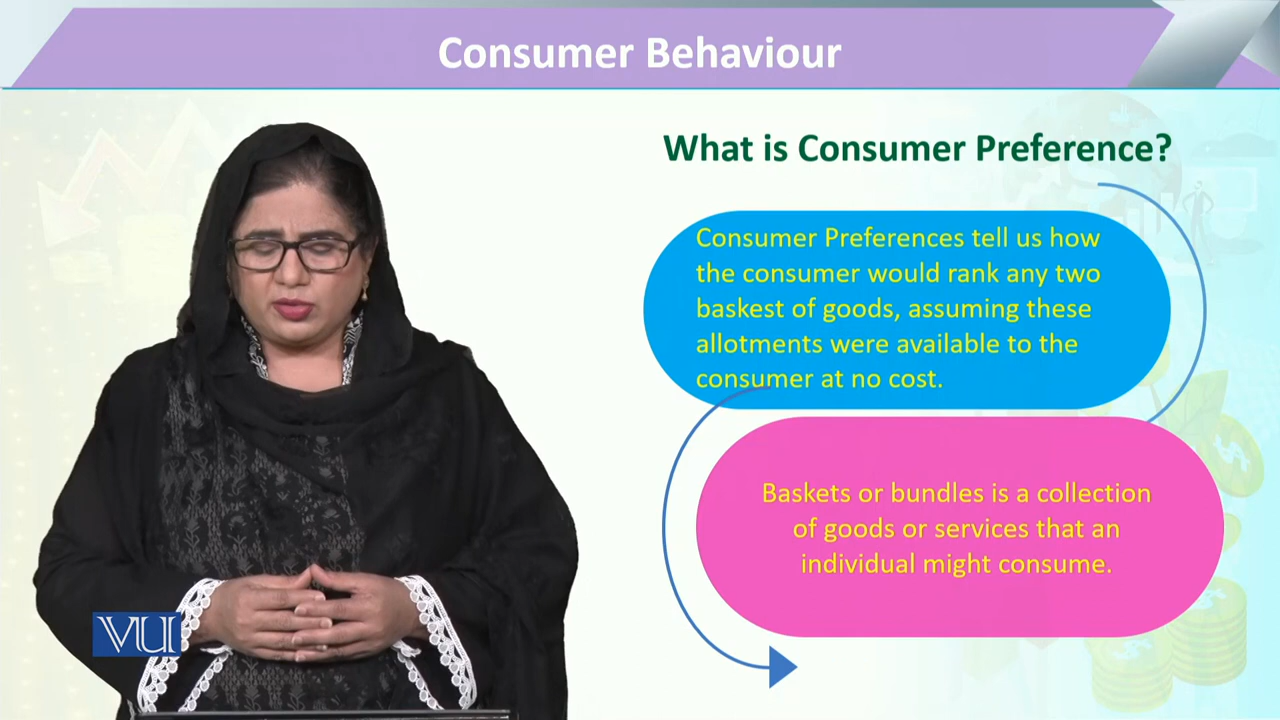 Consumer Behaviour
What is Consumer Preference?
Consumer Preferences tell us how
the consumer would rank any two
baskest of goods, assuming these
allotments were available to the
consumer at no cost.
Baskets or bundles is a collection
of goods or services that an
individual might consume.
VU